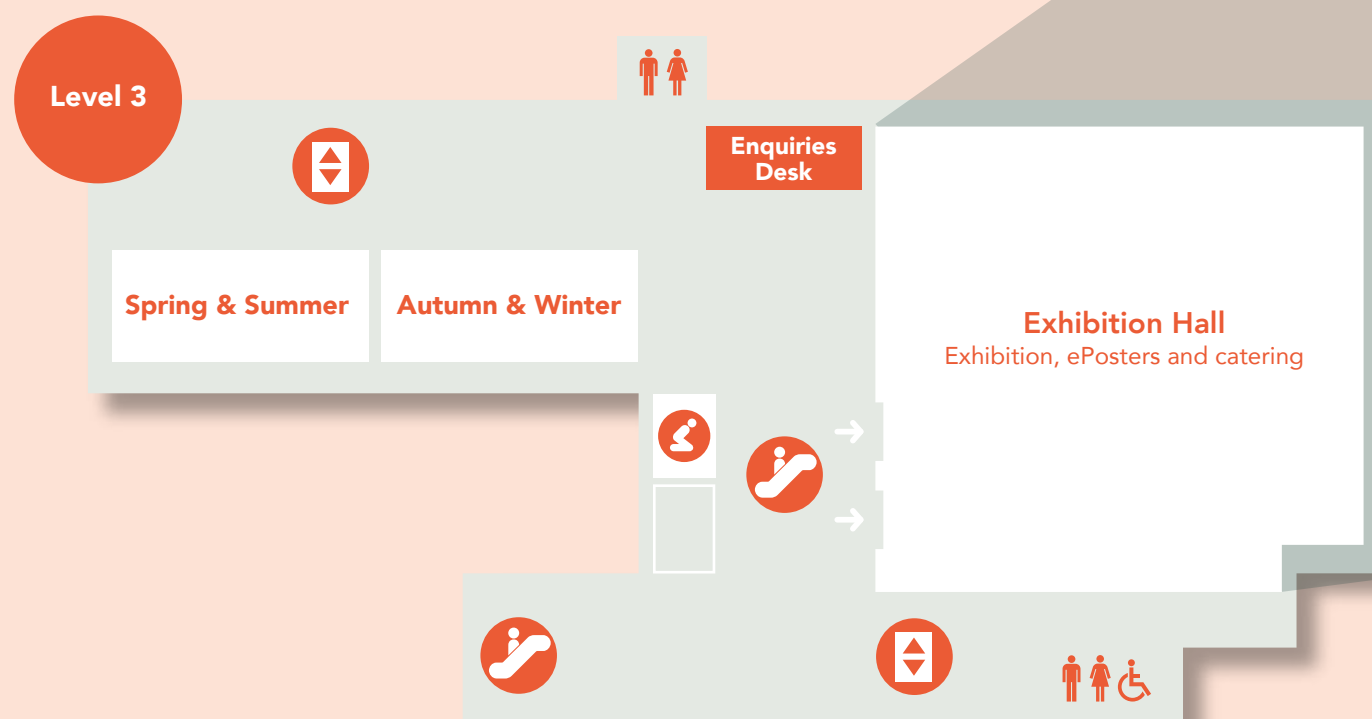 Level 3
Enquiries
Desk
Spring & Summer
Autumn & Winter
Exhibition Hall
Exhibition, ePosters and catering